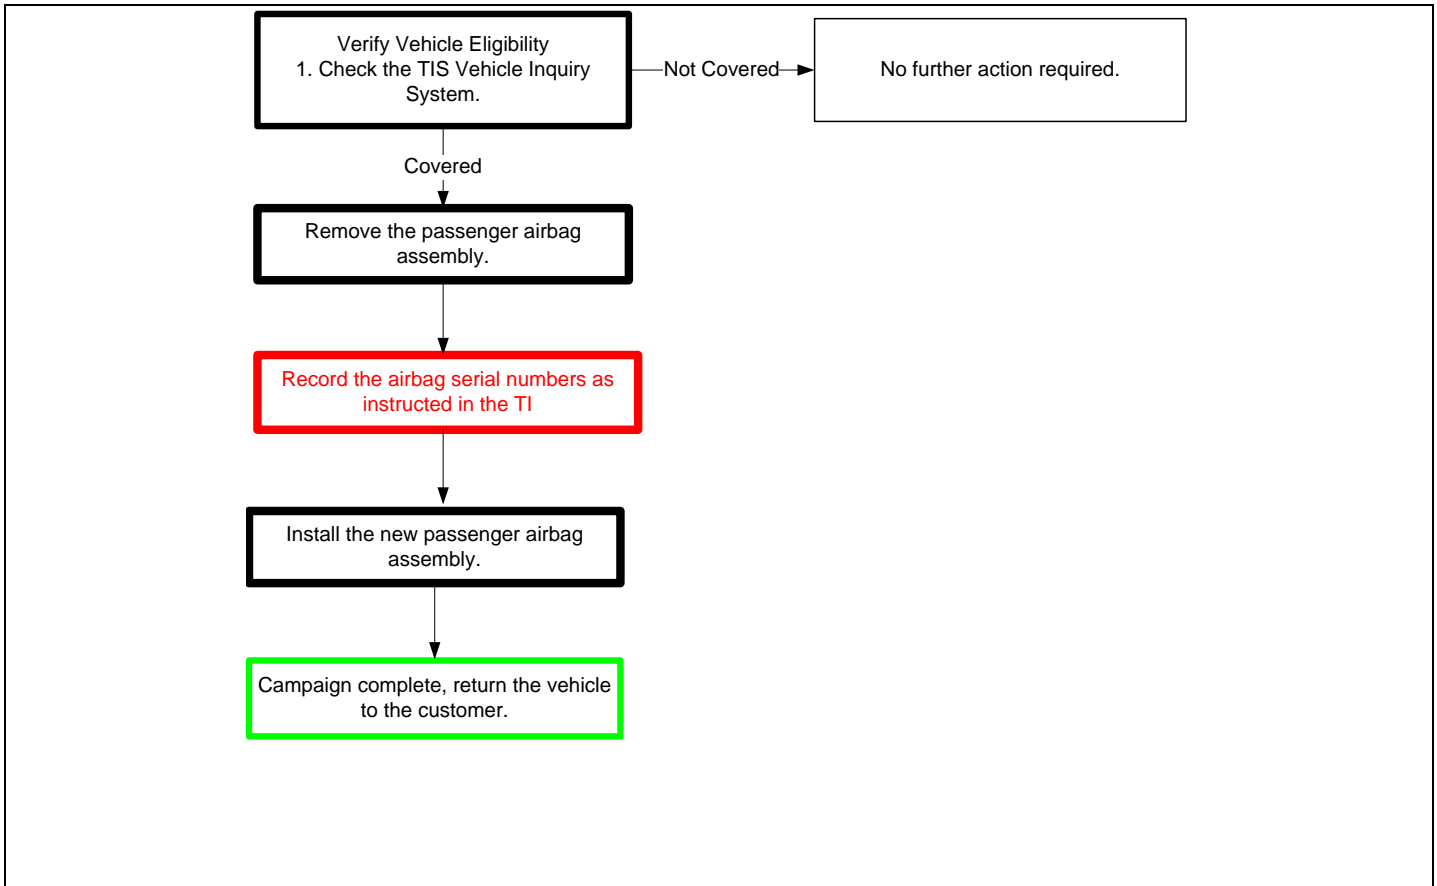 Verify Vehicle Eligibility
1. Check the TIS Vehicle Inquiry
System.
Not Covered
No further action required.
Covered
Remove the passenger airbag
assembly.
Record the airbag serial numbers as
instructed in the TI
Install the new passenger airbag
assembly.
Campaign complete, return the vehicle
to the customer.